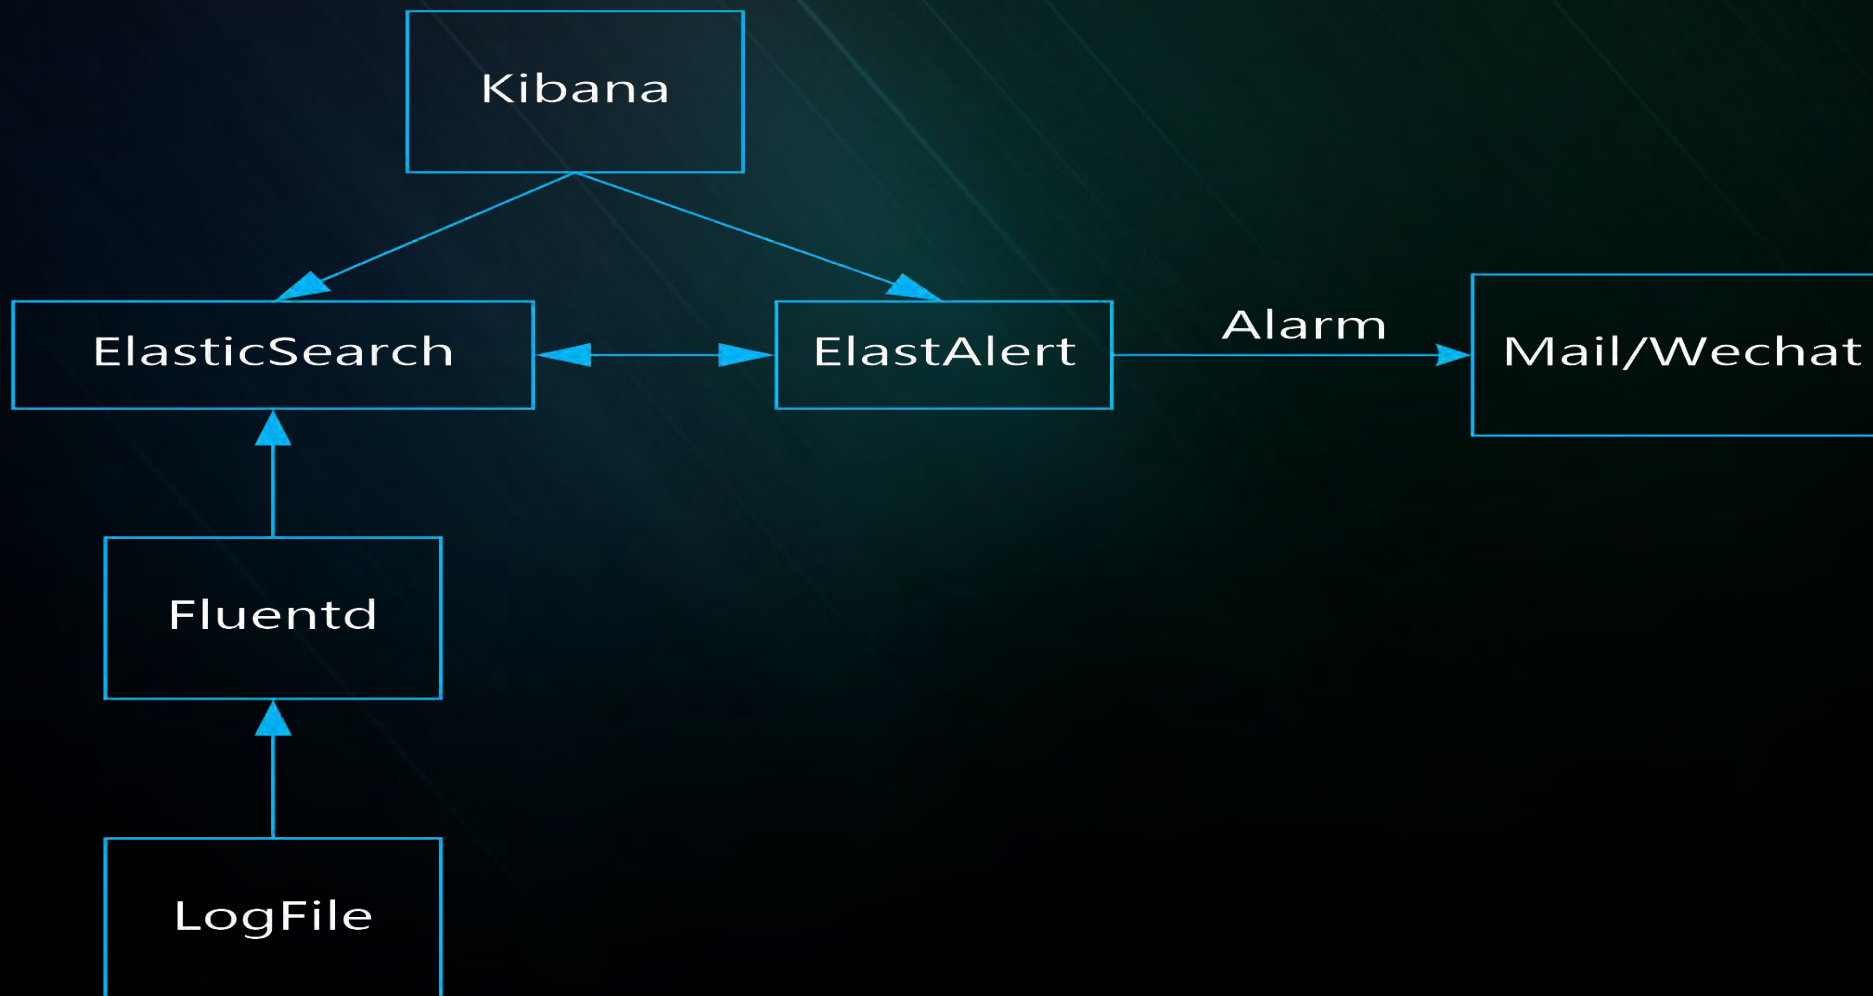 Kibana
ElasticSearch
ElastAlert
Alarm
Mail/Wechat
Fluentd
LogFile